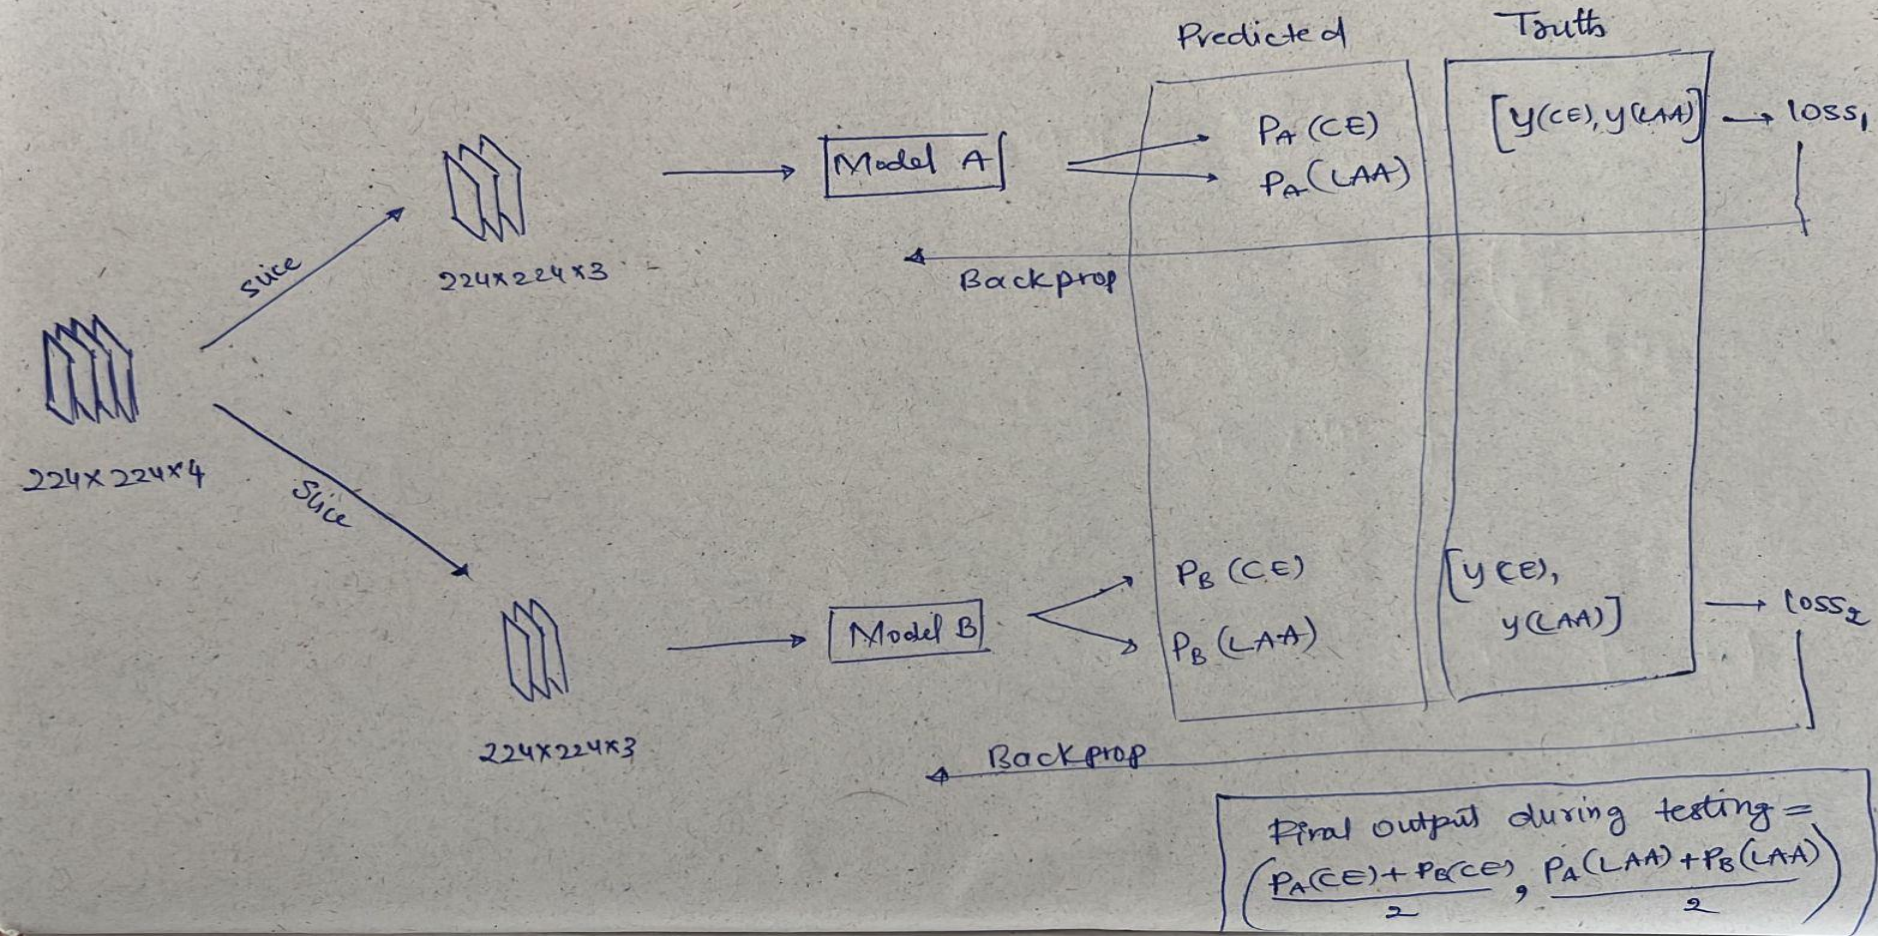 Predicted
Truth
slice
224x224x3
Model A
PA (CE)
PA (LAA)
[y(CE), y(LAA)]
loss1
Backprop
224x224x4
slice
224x224x3
Model B
PB (CE)
PB (LAA)
[y(CE),
y(LAA)]
loss2
Backprop
Final output during testing =
(PA(CE) + PB(CE) / 2, PA(LAA) + PB(LAA) / 2)